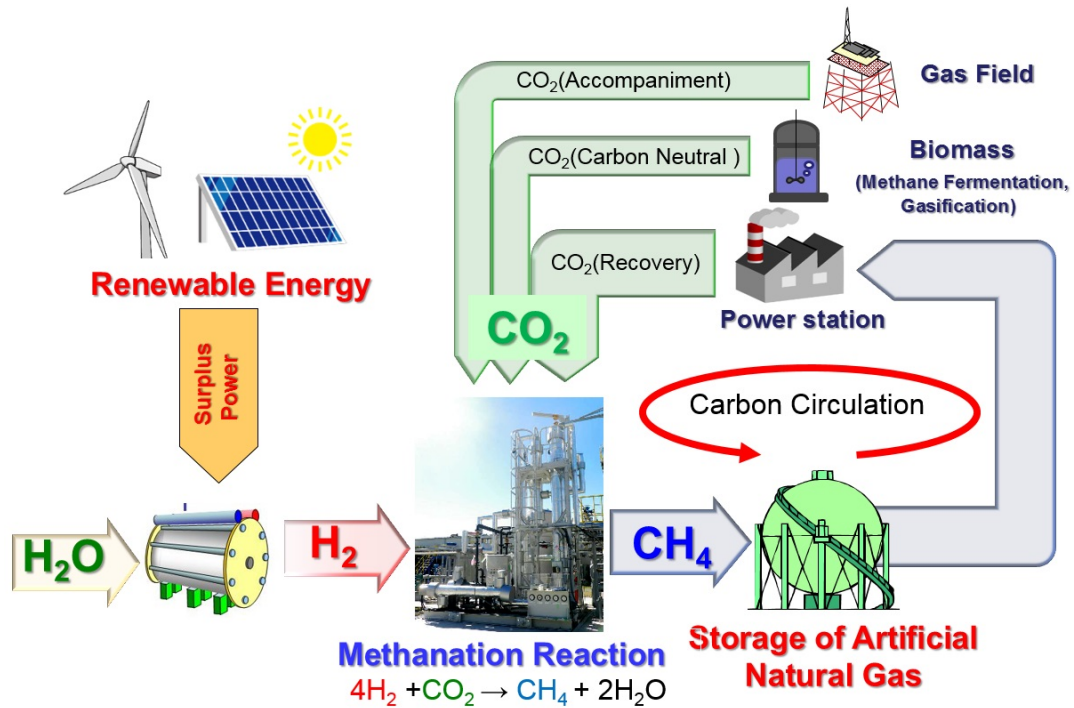 CO₂(Accompaniment)
Gas Field
CO₂(Carbon Neutral )
Biomass
(Methane Fermentation,
Gasification)
CO₂(Recovery)
Renewable Energy
Power station
CO₂
Surplus
Power
Carbon Circulation
H₂O
H₂
CH₄
Methanation Reaction
4H₂ +CO₂ → CH₄ + 2H₂O
Storage of Artificial
Natural Gas